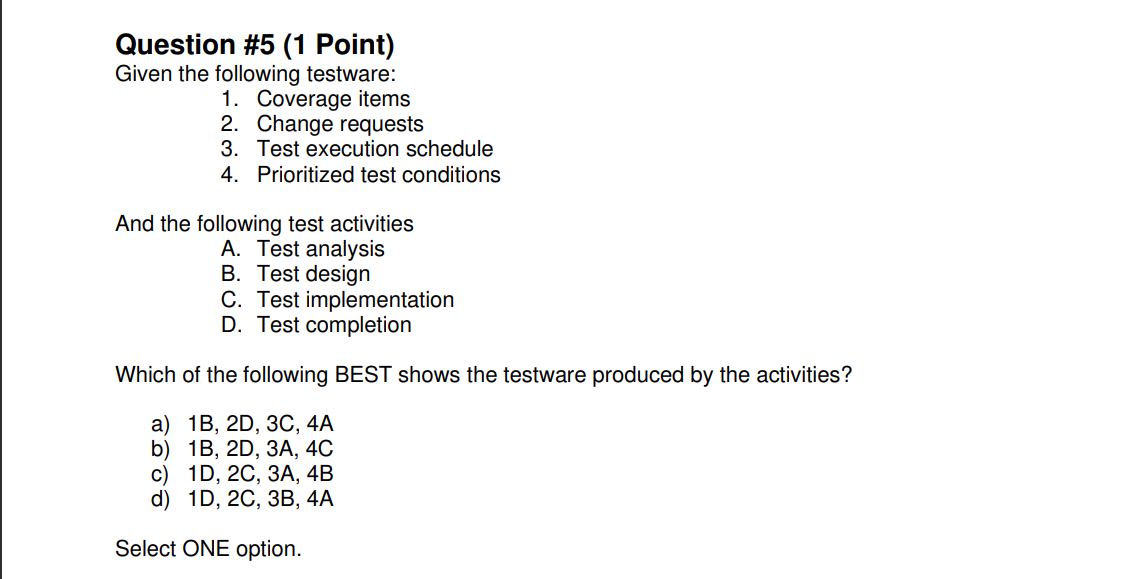 Question #5 (1 Point)
Given the following testware:
1. Coverage items
2. Change requests
3. Test execution schedule
4. Prioritized test conditions
And the following test activities
A. Test analysis
B. Test design
C. Test implementation
D. Test completion
Which of the following BEST shows the testware produced by the activities?
a) 1B, 2D, 3C, 4A
b) 1B, 2D, 3A, 4C
c) 1D, 2C, 3A, 4B
d) 1D, 2C, 3B, 4A
Select ONE option.